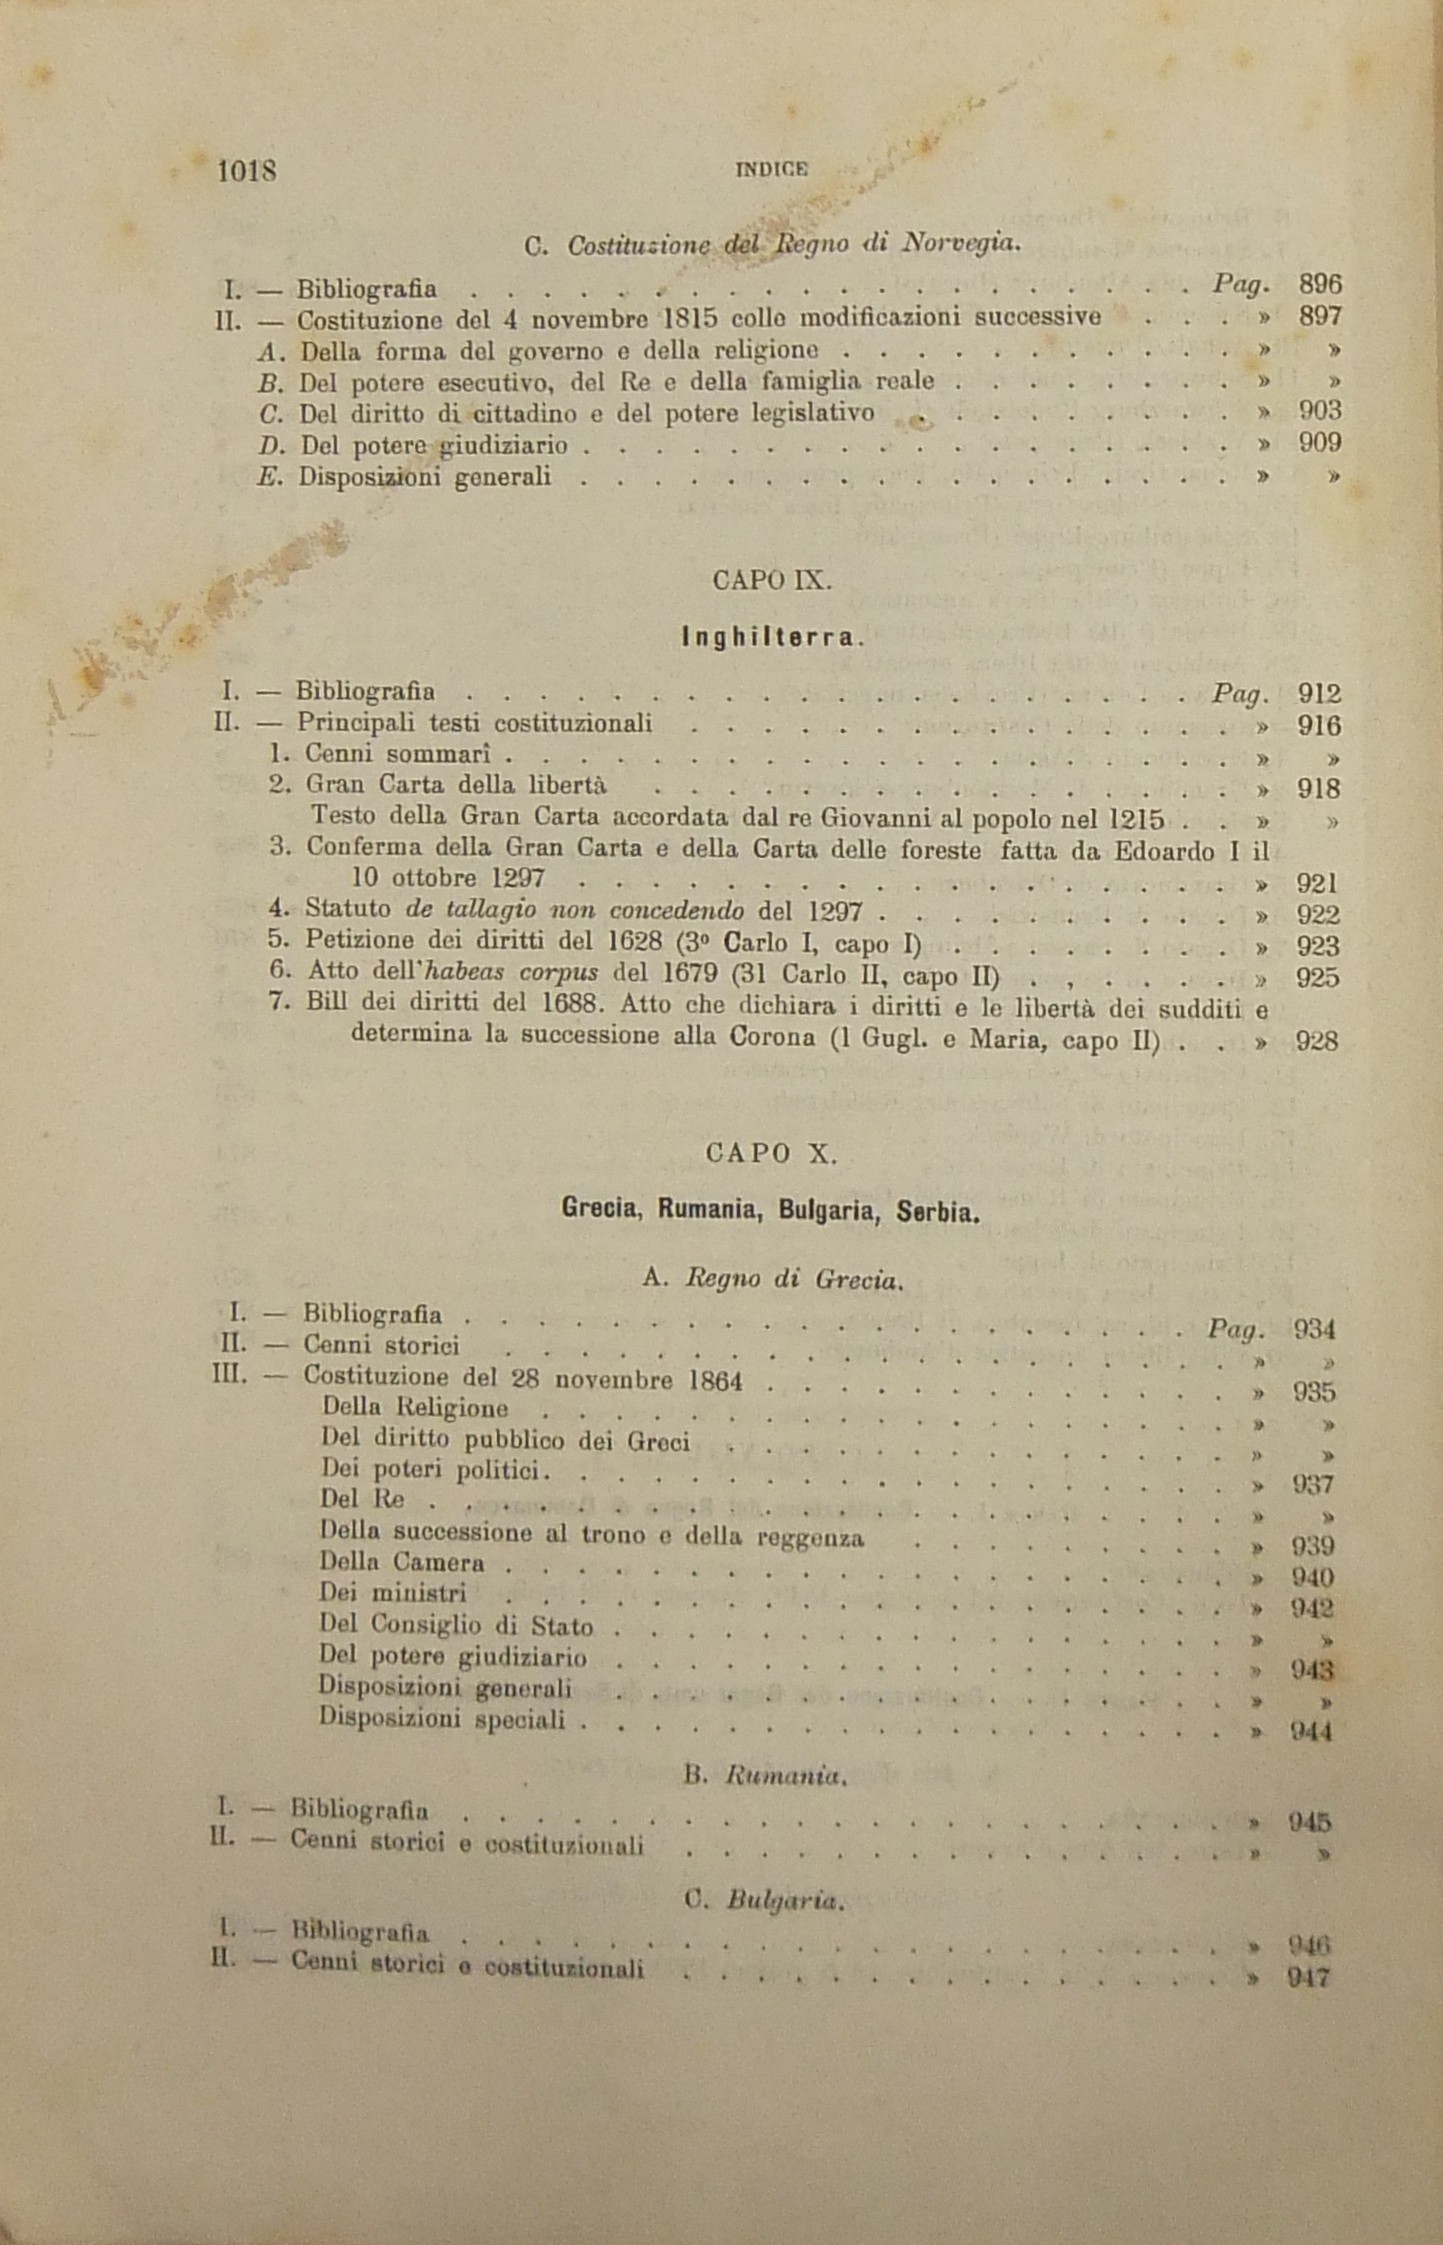 1018
INDICE
C. Costituzione del Regno di Norvegia.
I. — Bibliografia . . . . . . . . . . . . . . . . . . . . Pag. 896
II. — Costituzione del 4 novembre 1815 colle modificazioni successive . . . » 897
A. Della forma del governo e della religione . . . . . . . . . . . » »
B. Del potere esecutivo, del Re e della famiglia reale . . . . . . . . » »
C. Del diritto di cittadino e del potere legislativo . . . . . . . . . » 903
D. Del potere giudiziario . . . . . . . . . . . . . . . . . . » 909
E. Disposizioni generali . . . . . . . . . . . . . . . . . . » »
CAPO IX.
Inghilterra.
I. — Bibliografia . . . . . . . . . . . . . . . . . . . . Pag. 912
II. — Principali testi costituzionali . . . . . . . . . . . . . . . » 916
1. Cenni sommarî . . . . . . . . . . . . . . . . . . . . » »
2. Gran Carta della libertà . . . . . . . . . . . . . . . . » 918
Testo della Gran Carta accordata dal re Giovanni al popolo nel 1215 . . » »
3. Conferma della Gran Carta e della Carta delle foreste fatta da Edoardo I il
10 ottobre 1297 . . . . . . . . . . . . . . . . . . » 921
4. Statuto de tallagio non concedendo del 1297 . . . . . . . . . . » 922
5. Petizione dei diritti del 1628 (3º Carlo I, capo I) . . . . . . . . » 923
6. Atto dell'habeas corpus del 1679 (31 Carlo II, capo II) . , . . . . » 925
7. Bill dei diritti del 1688. Atto che dichiara i diritti e le libertà dei sudditi e
determina la successione alla Corona (1 Gugl. e Maria, capo II) . . » 928
CAPO X.
Grecia, Rumania, Bulgaria, Serbia.
A. Regno di Grecia.
I. — Bibliografia . . . . . . . . . . . . . . . . . . . . Pag. 934
II. — Cenni storici . . . . . . . . . . . . . . . . . . . . » »
III. — Costituzione del 28 novembre 1864 . . . . . . . . . . . . . » 935
Della Religione . . . . . . . . . . . . . . . . . . . » »
Del diritto pubblico dei Greci . . . . . . . . . . . . . . » »
Dei poteri politici . . . . . . . . . . . . . . . . . . . » 937
Del Re . . . . . . . . . . . . . . . . . . . . . . » »
Della successione al trono e della reggenza . . . . . . . . . » 939
Della Camera . . . . . . . . . . . . . . . . . . . . » 940
Dei ministri . . . . . . . . . . . . . . . . . . . . » 942
Del Consiglio di Stato . . . . . . . . . . . . . . . . . » »
Del potere giudiziario . . . . . . . . . . . . . . . . . » 943
Disposizioni generali . . . . . . . . . . . . . . . . . » »
Disposizioni speciali . . . . . . . . . . . . . . . . . . » 944
B. Rumania.
I. — Bibliografia . . . . . . . . . . . . . . . . . . . . . » 945
II. — Cenni storici e costituzionali . . . . . . . . . . . . . . . » »
C. Bulgaria.
I. — Bibliografia . . . . . . . . . . . . . . . . . . . . . » 946
II. — Cenni storici e costituzionali . . . . . . . . . . . . . . . » 947